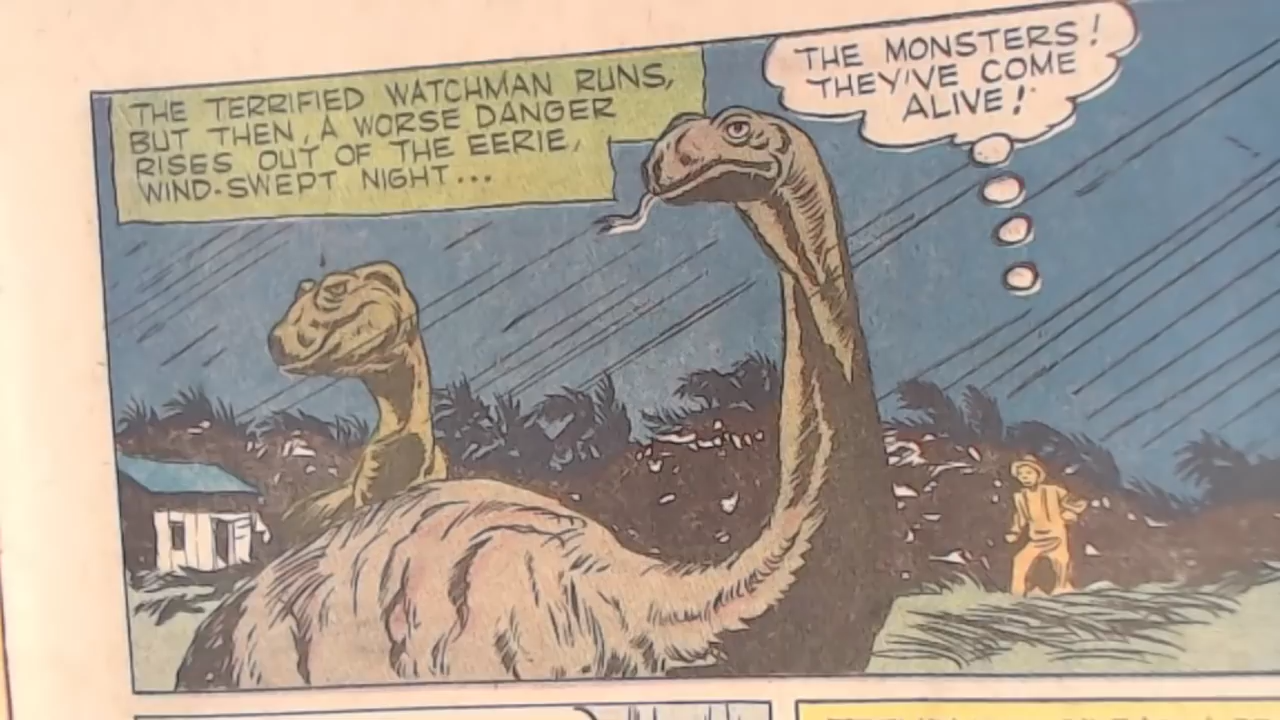 THE TERRIFIED WATCHMAN RUNS,
BUT THEN, A WORSE DANGER
RISES OUT OF THE EERIE,
WIND-SWEPT NIGHT...
THE MONSTERS!
THEY'VE COME
ALIVE!